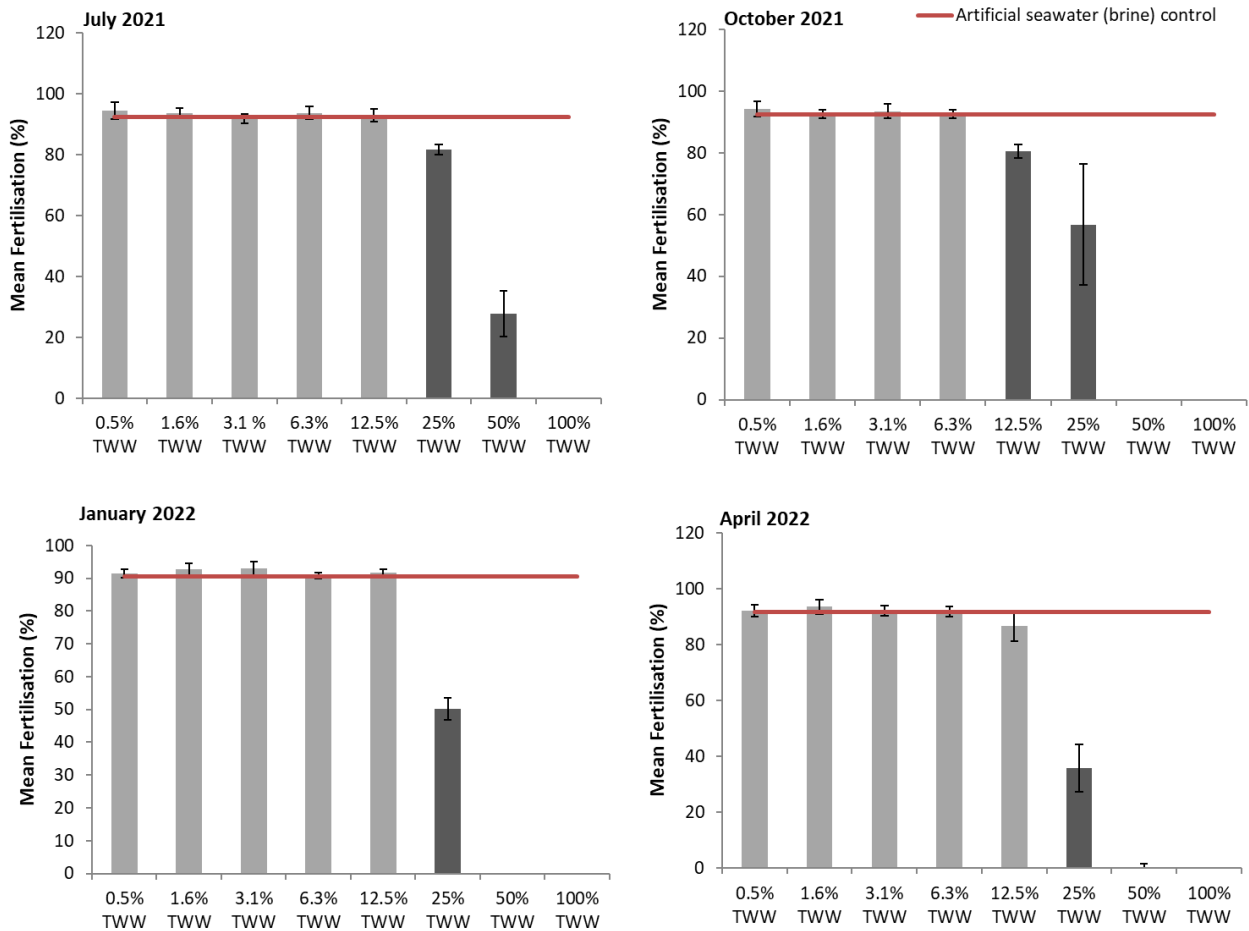 July 2021
Mean Fertilisation (%)
120
100
80
60
40
20
0
0.5% 1.6% 3.1 % 6.3% 12.5% 25% 50% 100%
TWW TWW TWW TWW TWW TWW TWW TWW
October 2021
Artificial seawater (brine) control
Mean Fertilisation (%)
120
100
80
60
40
20
0
0.5% 1.6% 3.1% 6.3% 12.5% 25% 50% 100%
TWW TWW TWW TWW TWW TWW TWW TWW
January 2022
Mean Fertilisation (%)
100
90
80
70
60
50
40
30
20
10
0
0.5% 1.6% 3.1% 6.3% 12.5% 25% 50% 100%
TWW TWW TWW TWW TWW TWW TWW TWW
April 2022
Mean Fertilisation (%)
120
100
80
60
40
20
0
0.5% 1.6% 3.1% 6.3% 12.5% 25% 50% 100%
TWW TWW TWW TWW TWW TWW TWW TWW